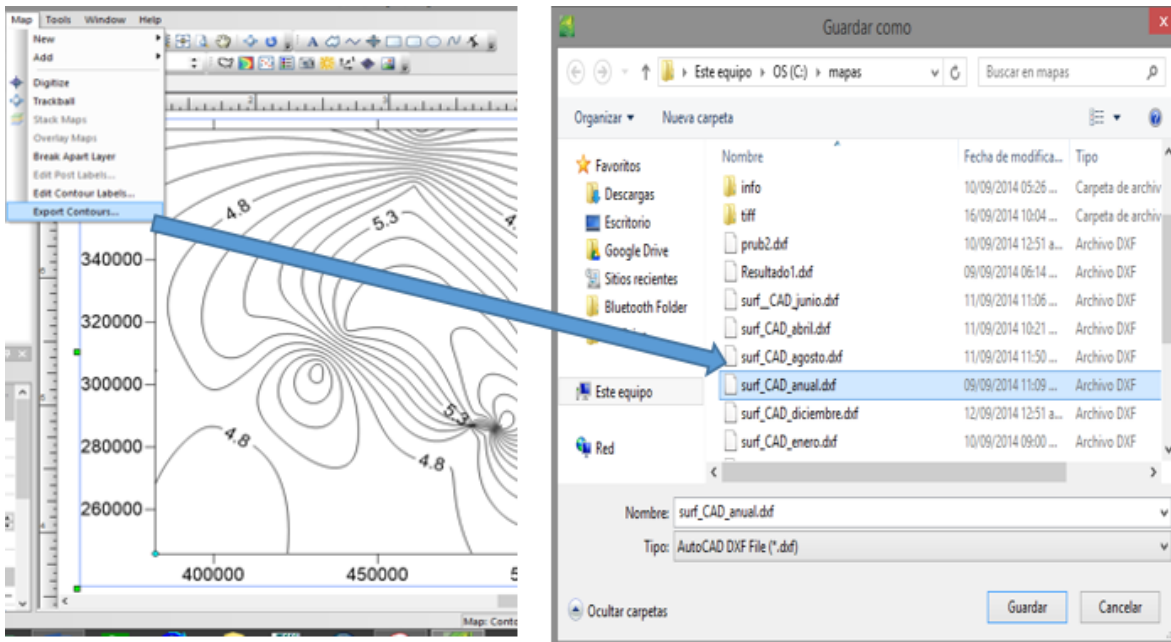 Map Tools Window Help
New
Add
Digitize
Trackball
Stack Maps
Overlay Maps
Break Apart Layer
Edit Post Labels...
Edit Contour Labels...
Export Contours...
4.8
5.3
4.
340000
320000
300000
5.3
4.8
280000
4.8
260000
400000 450000 5
Map: Conto
Guardar como
Este equipo OS (C:) mapas
Buscar en mapas
Organizar Nueva carpeta
Favoritos
Descargas
Escritorio
Google Drive
Sitios recientes
Bluetooth Folder
Este equipo
Red
Nombre Fecha de modifica... Tipo
info 10/09/2014 05:26 ... Carpeta de archiv
tiff 16/09/2014 10:04 ... Carpeta de archiv
prub2.dxf 10/09/2014 12:51 a... Archivo DXF
Resultado1.dxf 09/09/2014 06:14 ... Archivo DXF
surf__CAD_junio.dxf 11/09/2014 11:06 ... Archivo DXF
surf_CAD_abril.dxf 11/09/2014 10:21 ... Archivo DXF
surf_CAD_agosto.dxf 11/09/2014 11:50 ... Archivo DXF
surf_CAD_anual.dxf 09/09/2014 11:09 ... Archivo DXF
surf_CAD_diciembre.dxf 12/09/2014 12:51 a... Archivo DXF
surf_CAD_enero.dxf 10/09/2014 09:00 ... Archivo DXF
Nombre: surf_CAD_anual.dxf
Tipo: AutoCAD DXF File (*.dxf)
Ocultar carpetas
Guardar Cancelar